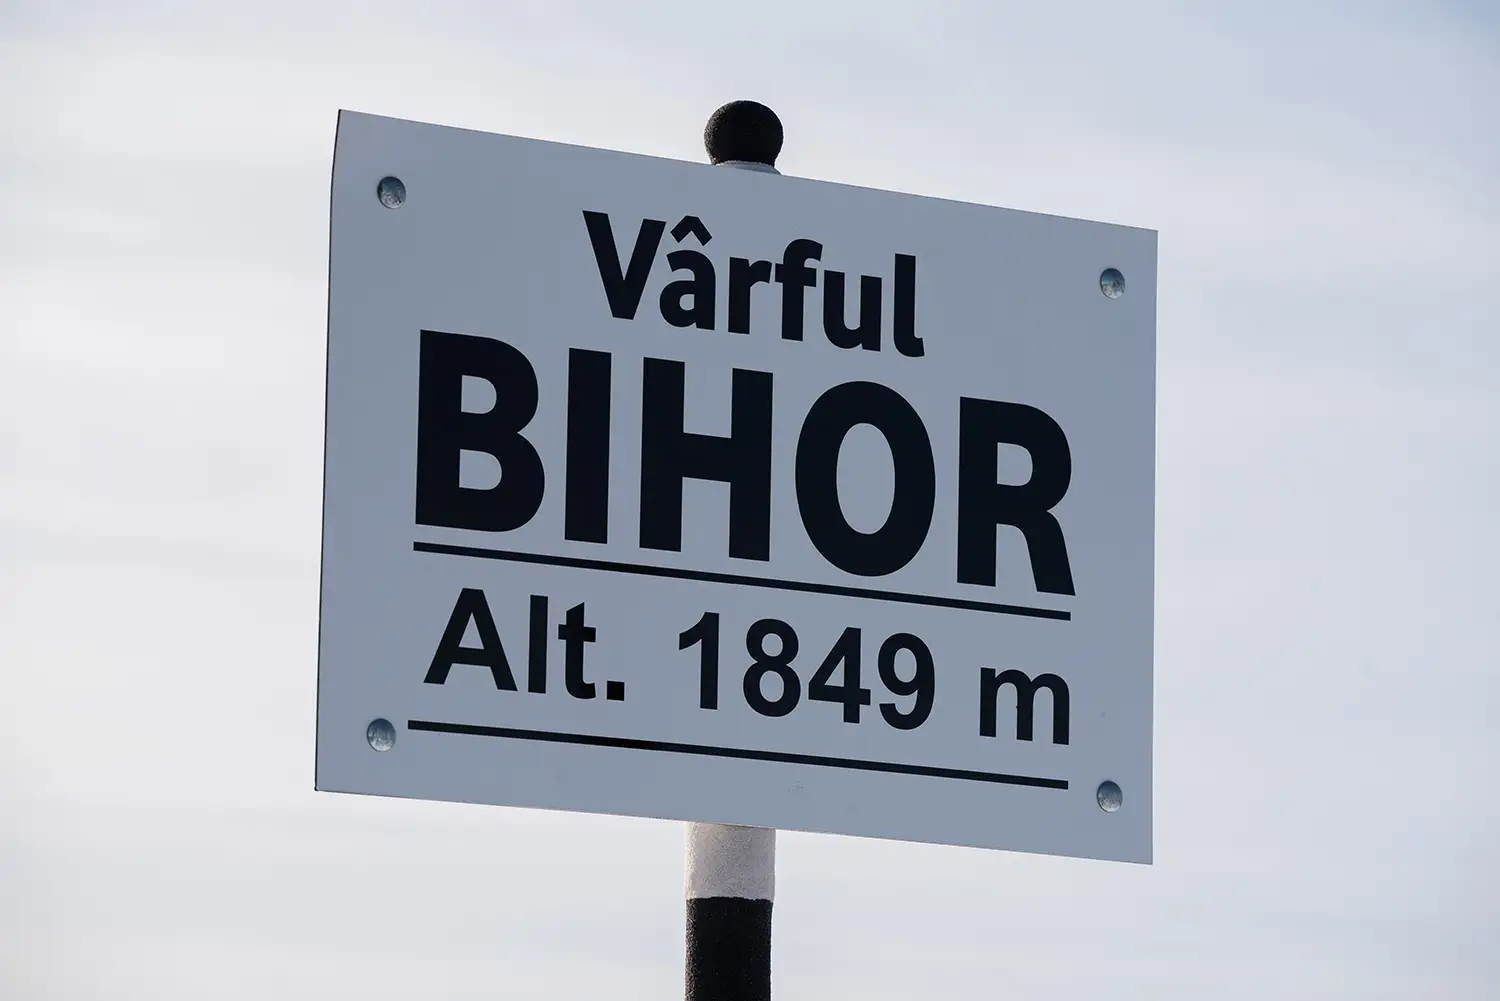 Vârful
BIHOR
Alt. 1849 m